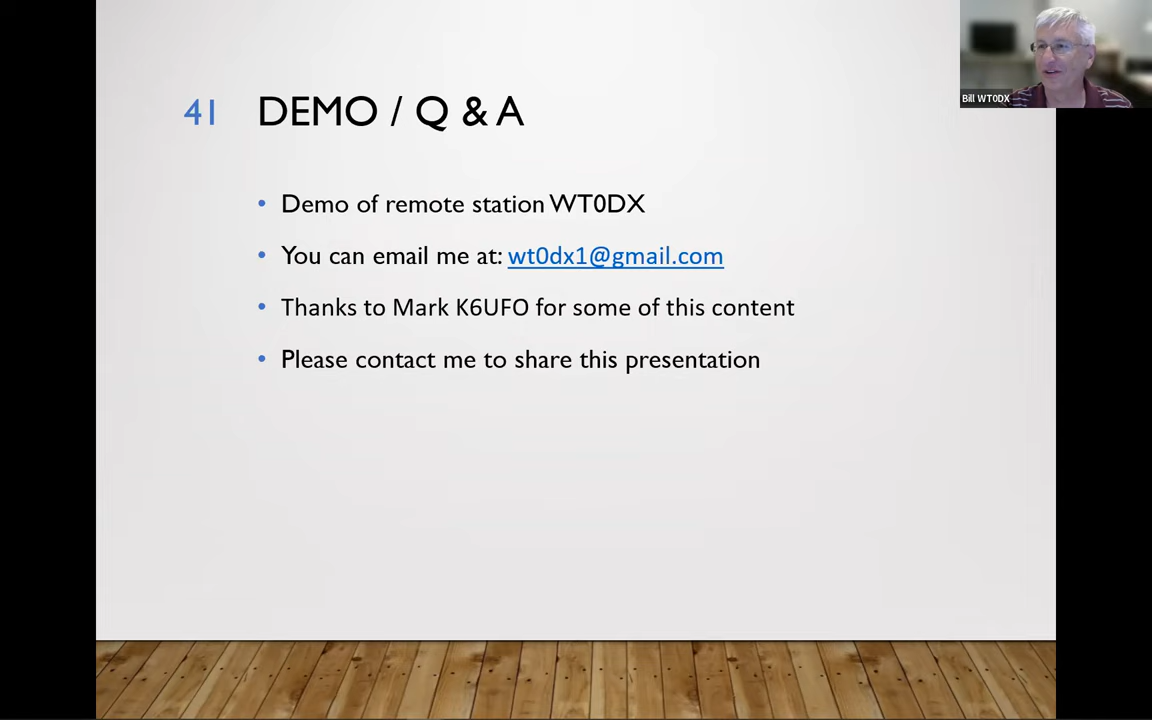 41 DEMO / Q & A
Bill WT0DX
• Demo of remote station WT0DX
• You can email me at: wt0dx1@gmail.com
• Thanks to Mark K6UFO for some of this content
• Please contact me to share this presentation